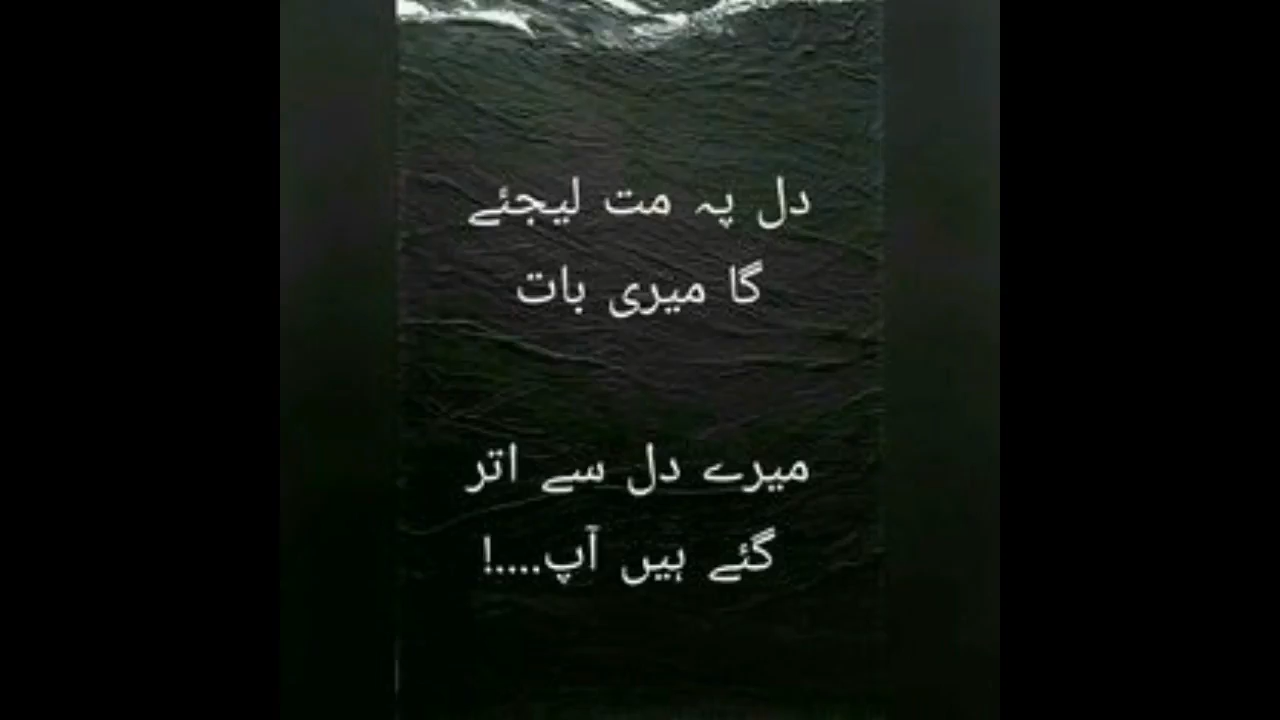 دل پہ مت لیجئے
گا میری بات
میرے دل سے اتر
گئے ہیں آپ....!